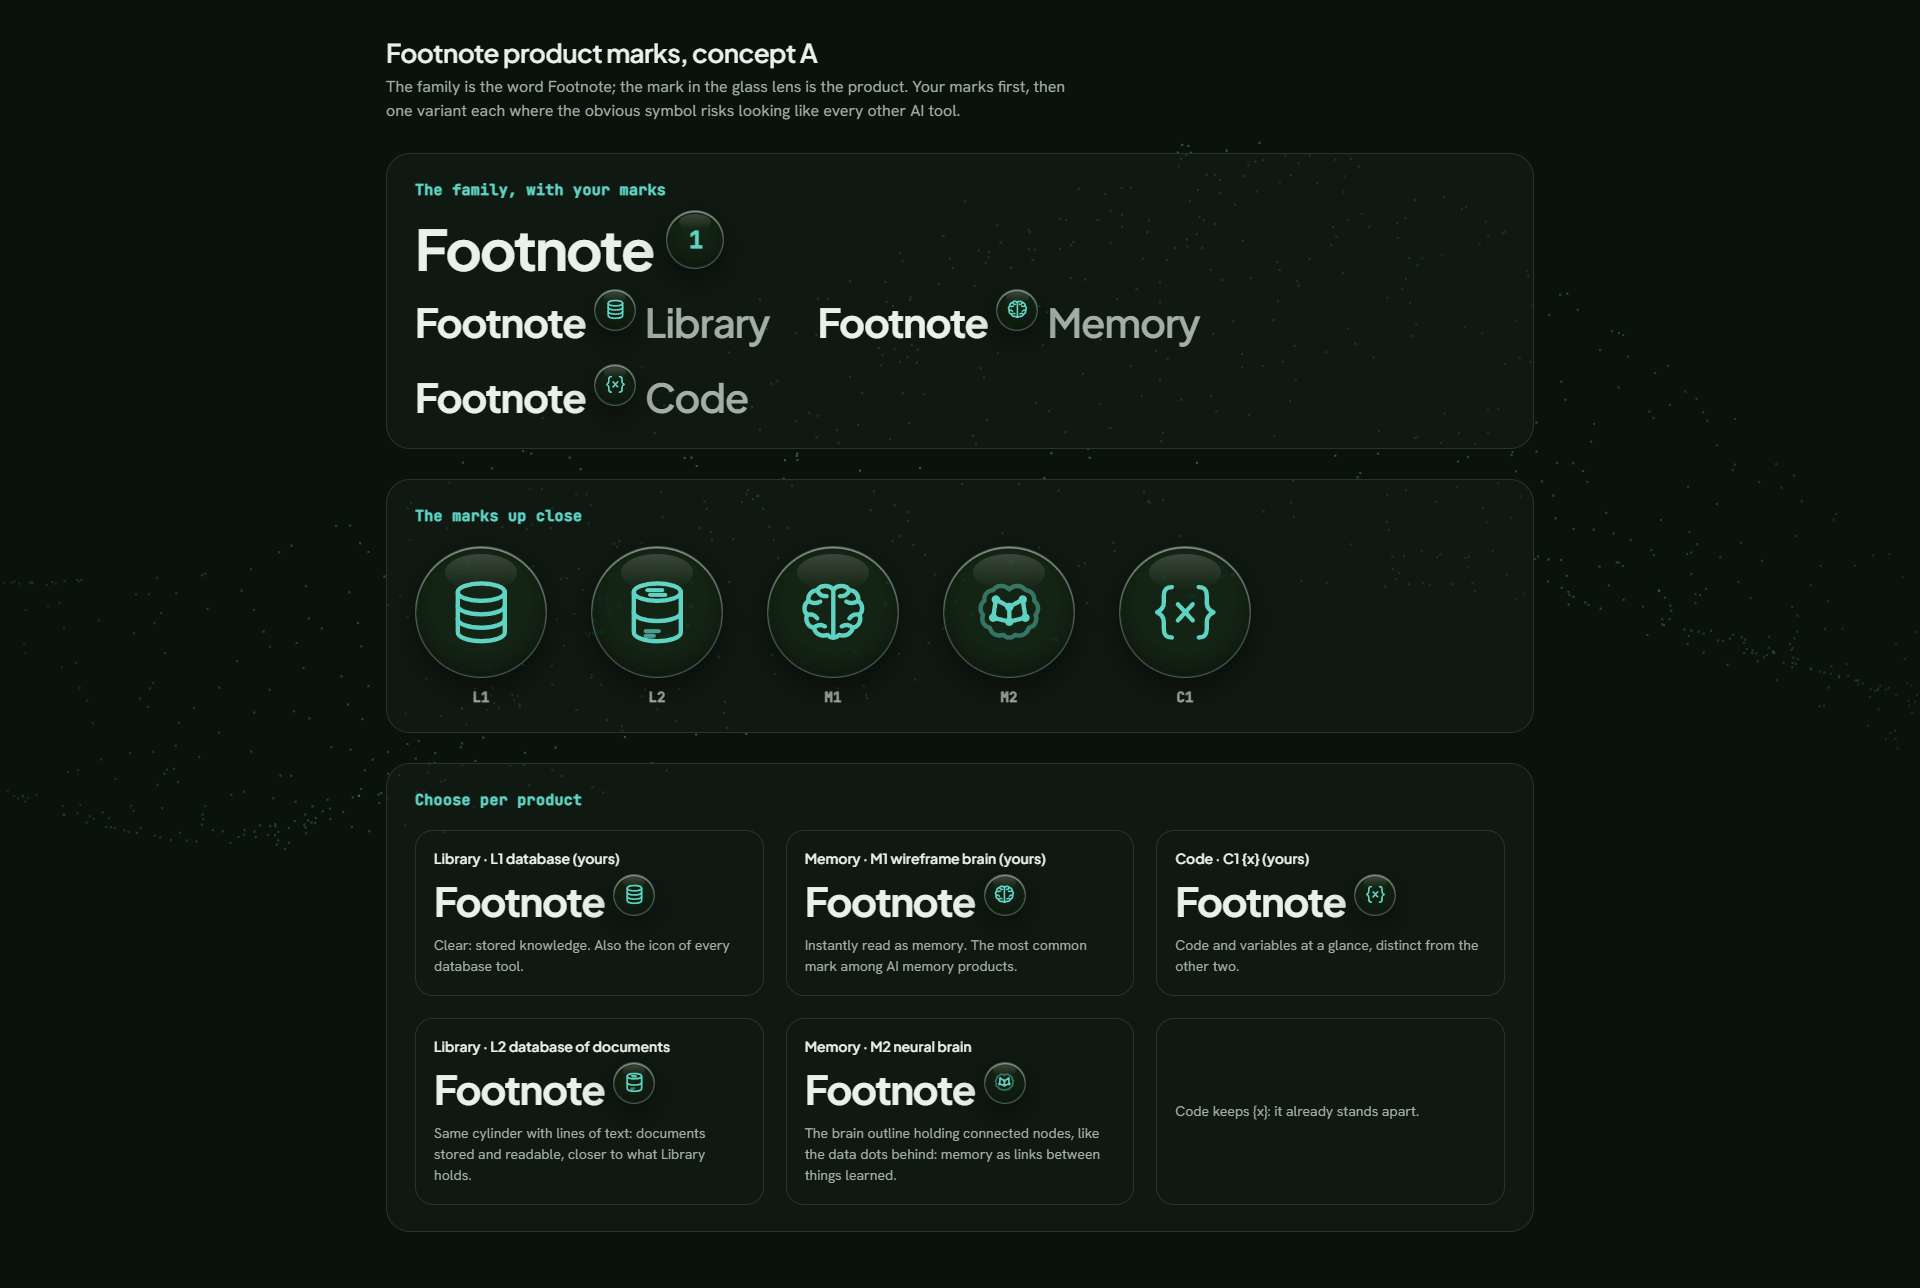 Footnote product marks, concept A
The family is the word Footnote; the mark in the glass lens is the product. Your marks first, then
one variant each where the obvious symbol risks looking like every other AI tool.
The family, with your marks
Footnote 1
Footnote Library Footnote {x} Memory
Footnote {x} Code
The marks up close
{x}
L1 L2 M1 M2 C1
Choose per product
Library · L1 database (yours)
Footnote
Clear: stored knowledge. Also the icon of every
database tool.
Memory · M1 wireframe brain (yours)
Footnote
Instantly read as memory. The most common
mark among AI memory products.
Code · C1 {x} (yours)
Footnote {x}
Code and variables at a glance, distinct from the
other two.
Library · L2 database of documents
Footnote
Same cylinder with lines of text: documents
stored and readable, closer to what Library
holds.
Memory · M2 neural brain
Footnote
The brain outline holding connected nodes, like
the data dots behind: memory as links between
things learned.
Code keeps {x}: it already stands apart.